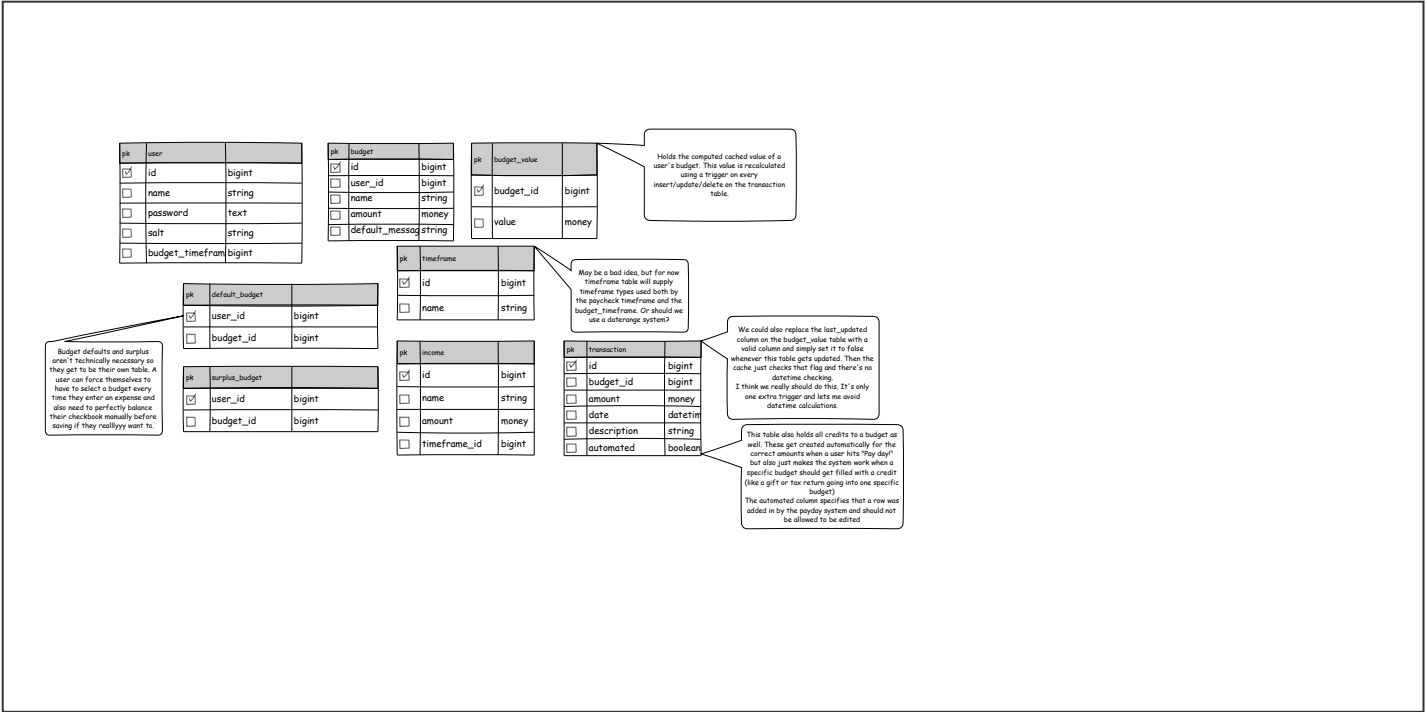 pk user
id bigint
name string
password text
salt string
budget_timefram bigint
pk budget
id bigint
user_id bigint
name string
amount money
default_messag string
pk budget_value
budget_id bigint
value money
Holds the computed cached value of a
user's budget. This value is recalculated
using a trigger on every
insert/update/delete on the transaction
table.
pk timeframe
id bigint
name string
May be a bad idea, but for now
timeframe table will supply
timeframe types used both by
the paycheck timeframe and the
budget_timeframe. Or should we
use a daterange system?
pk default_budget
user_id bigint
budget_id bigint
Budget defaults and surplus
aren't technically necessary so
they get to be their own table. A
user can force themselves to
have to select a budget every
time they enter an expense and
also need to perfectly balance
their checkbook manually before
saving if they reallyyy want to.
pk surplus_budget
user_id bigint
budget_id bigint
pk income
id bigint
name string
amount money
timeframe_id bigint
pk transaction
id bigint
budget_id bigint
amount money
date datetim
description string
automated boolean
We could also replace the last_updated
column on the budget_value table with a
valid column and simply set it to false
whenever this table gets updated. Then the
cache just checks that flag and there's no
datetime checking.
I think we really should do this. It's only
one extra trigger and lets me avoid
datetime calculations.
This table also holds all credits to a budget as
well. These get created automatically for the
correct amounts when a user hits "Pay day!"
but also just makes the system work when a
specific budget should get filled with a credit
(like a gift or tax return going into one specific
budget)
The automated column specifies that a row was
added in by the payday system and should not
be allowed to be edited